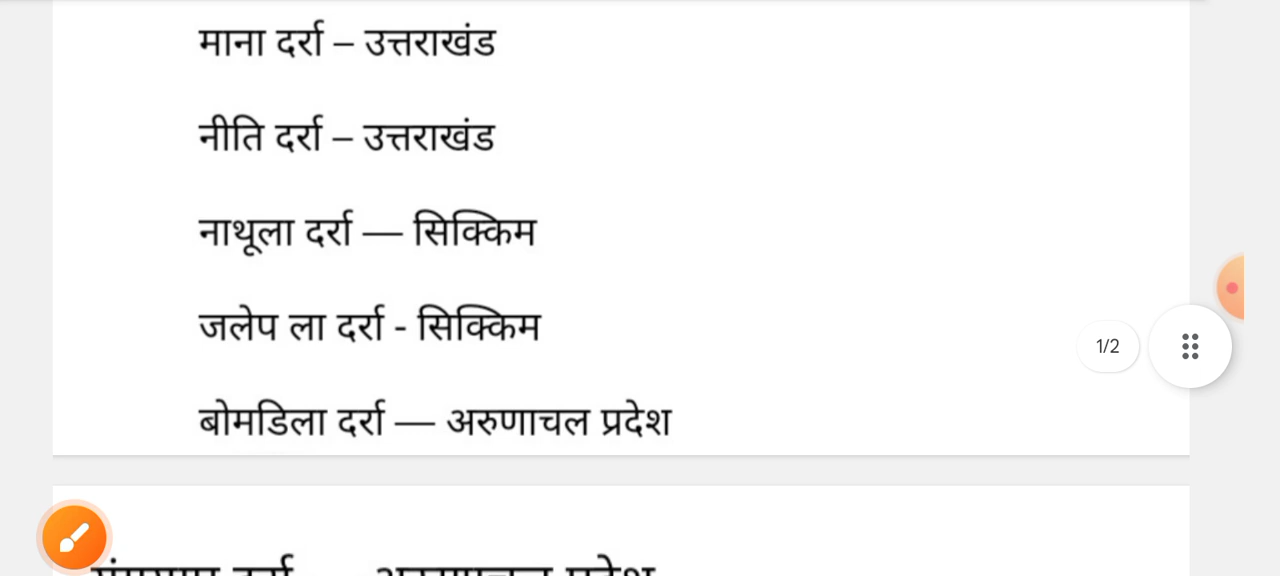 माना दर्रा – उत्तराखंड
नीति दर्रा – उत्तराखंड
नाथूला दर्रा — सिक्किम
जलेप ला दर्रा - सिक्किम
1/2
बोमडिला दर्रा — अरुणाचल प्रदेश